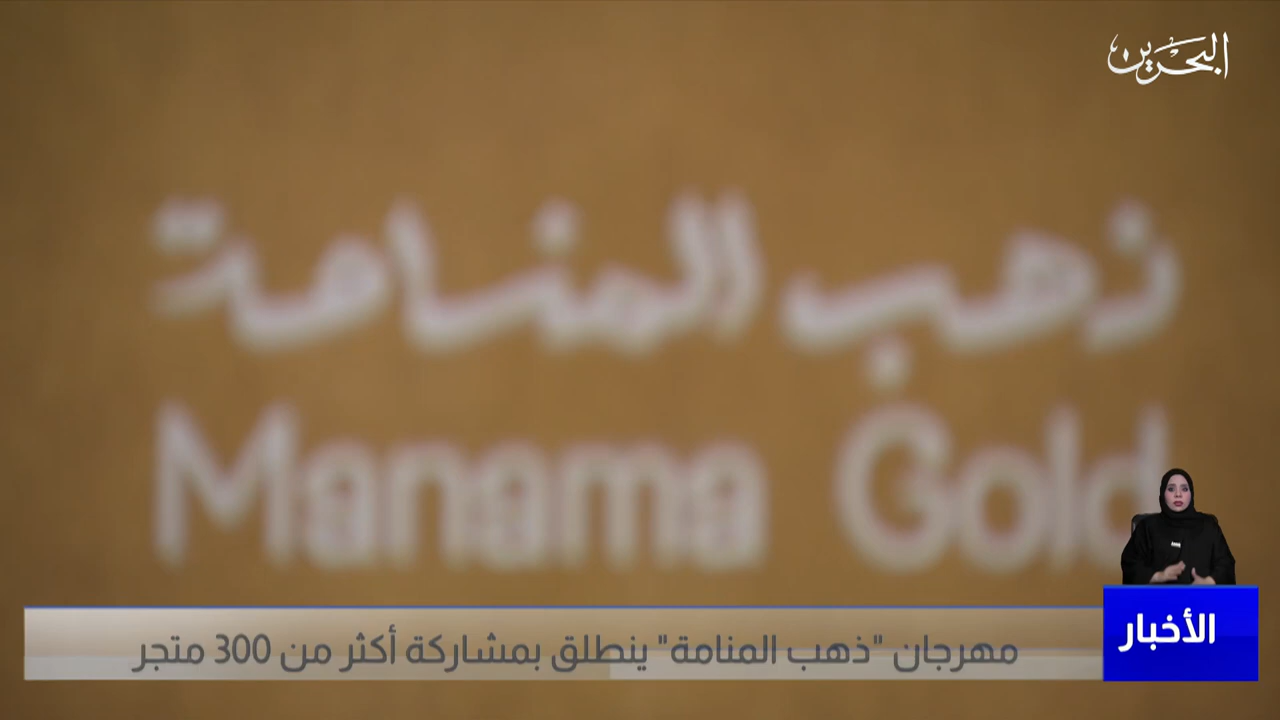 البحرين
ذهب المنامة
Manama Gold
الأخبار
مهرجان "ذهب المنامة" ينطلق بمشاركة أكثر من 300 متجر